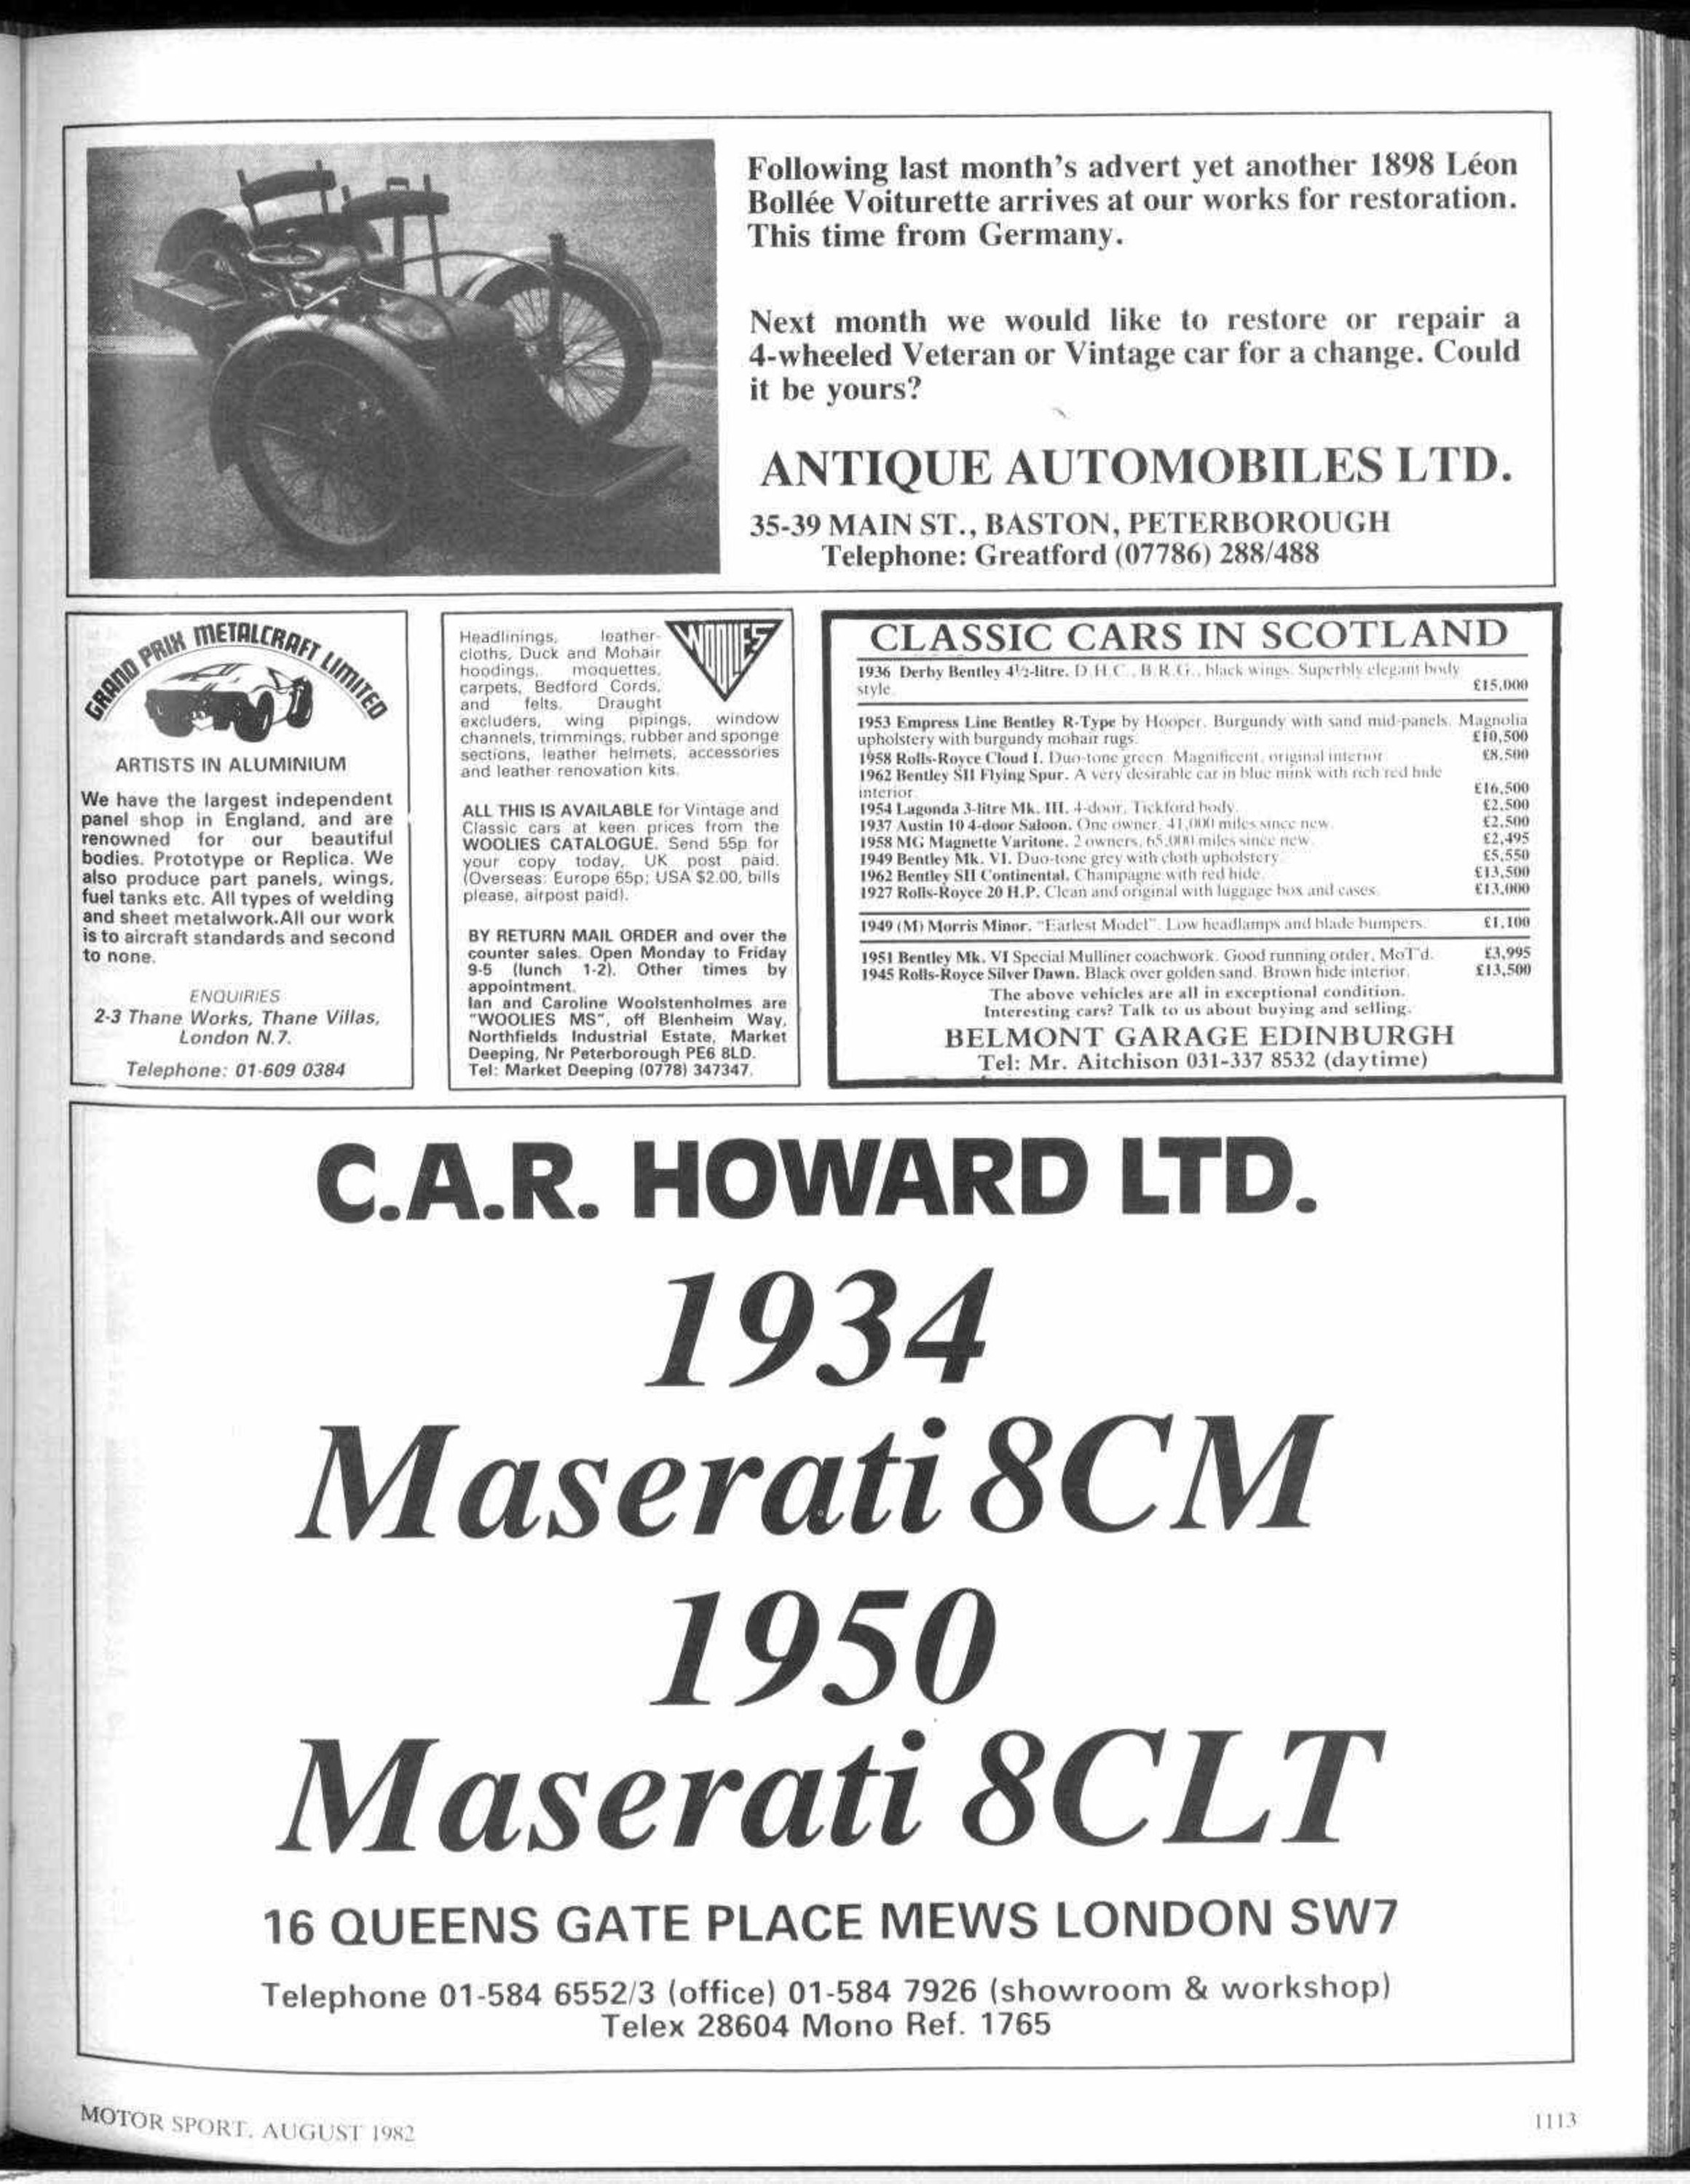 Following last month's advert yet another 1898 Léon
Bollée Voiturette arrives at our works for restoration.
This time from Germany.
Next month we would like to restore or repair a
4-wheeled Veteran or Vintage car for a change. Could
it be yours?
ANTIQUE AUTOMOBILES LTD.
35-39 MAIN ST., BASTON, PETERBOROUGH
Telephone: Greatford (07786) 288/488
GRAND PRIX METALCRAFT LIMITED
ARTISTS IN ALUMINIUM
We have the largest independent
panel shop in England, and are
renowned for our beautiful
bodies. Prototype or Replica. We
also produce part panels, wings,
fuel tanks etc. All types of welding
and sheet metalwork.All our work
is to aircraft standards and second
to none.
ENQUIRIES
2-3 Thane Works, Thane Villas,
London N.7.
Telephone: 01-609 0384
WOOLIES
Headlinings, leather-
cloths, Duck and Mohair
hoodings, moquettes,
carpets, Bedford Cords,
and felts. Draught
excluders, wing pipings, window
channels, trimmings, rubber and sponge
sections, leather helmets, accessories
and leather renovation kits.
ALL THIS IS AVAILABLE for Vintage and
Classic cars at keen prices from the
WOOLIES CATALOGUE. Send 55p for
your copy today, UK post paid.
(Overseas: Europe 65p; USA $2.00, bills
please, airpost paid).
BY RETURN MAIL ORDER and over the
counter sales. Open Monday to Friday
9-5 (lunch 1-2). Other times by
appointment.
Ian and Caroline Woolstenholmes are
"WOOLIES MS", off Blenheim Way,
Northfields Industrial Estate, Market
Deeping, Nr Peterborough PE6 8LD.
Tel: Market Deeping (0778) 347347.
CLASSIC CARS IN SCOTLAND
1936 Derby Bentley 4½-litre. D.H.C., B.R.G., black wings. Superbly elegant body
style. £15,000
1953 Empress Line Bentley R-Type by Hooper. Burgundy with sand mid-panels. Magnolia
upholstery with burgundy mohair rugs. £10,500
1958 Rolls-Royce Cloud I. Duo-tone green. Magnificent, original interior £8,500
1962 Bentley SII Flying Spur. A very desirable car in blue mink with rich red hide
interior. £16,500
1954 Lagonda 3-litre Mk. III. 4-door, Tickford body. £2,500
1937 Austin 10 4-door Saloon. One owner, 41,000 miles since new. £2,500
1958 MG Magnette Varitone. 2 owners, 65,000 miles since new. £2,495
1949 Bentley Mk. VI. Duo-tone grey with cloth upholstery. £5,550
1962 Bentley SII Continental. Champagne with red hide. £13,500
1927 Rolls-Royce 20 H.P. Clean and original with luggage box and cases. £13,000
1949 (M) Morris Minor. "Earlest Model". Low headlamps and blade bumpers. £1,100
1951 Bentley Mk. VI Special Mulliner coachwork. Good running order, MoT'd. £3,995
1945 Rolls-Royce Silver Dawn. Black over golden sand. Brown hide interior. £13,500
The above vehicles are all in exceptional condition.
Interesting cars? Talk to us about buying and selling.
BELMONT GARAGE EDINBURGH
Tel: Mr. Aitchison 031-337 8532 (daytime)
C.A.R. HOWARD LTD.
1934
Maserati 8CM
1950
Maserati 8CLT
16 QUEENS GATE PLACE MEWS LONDON SW7
Telephone 01-584 6552/3 (office) 01-584 7926 (showroom & workshop)
Telex 28604 Mono Ref. 1765
MOTOR SPORT, AUGUST 1982
1113